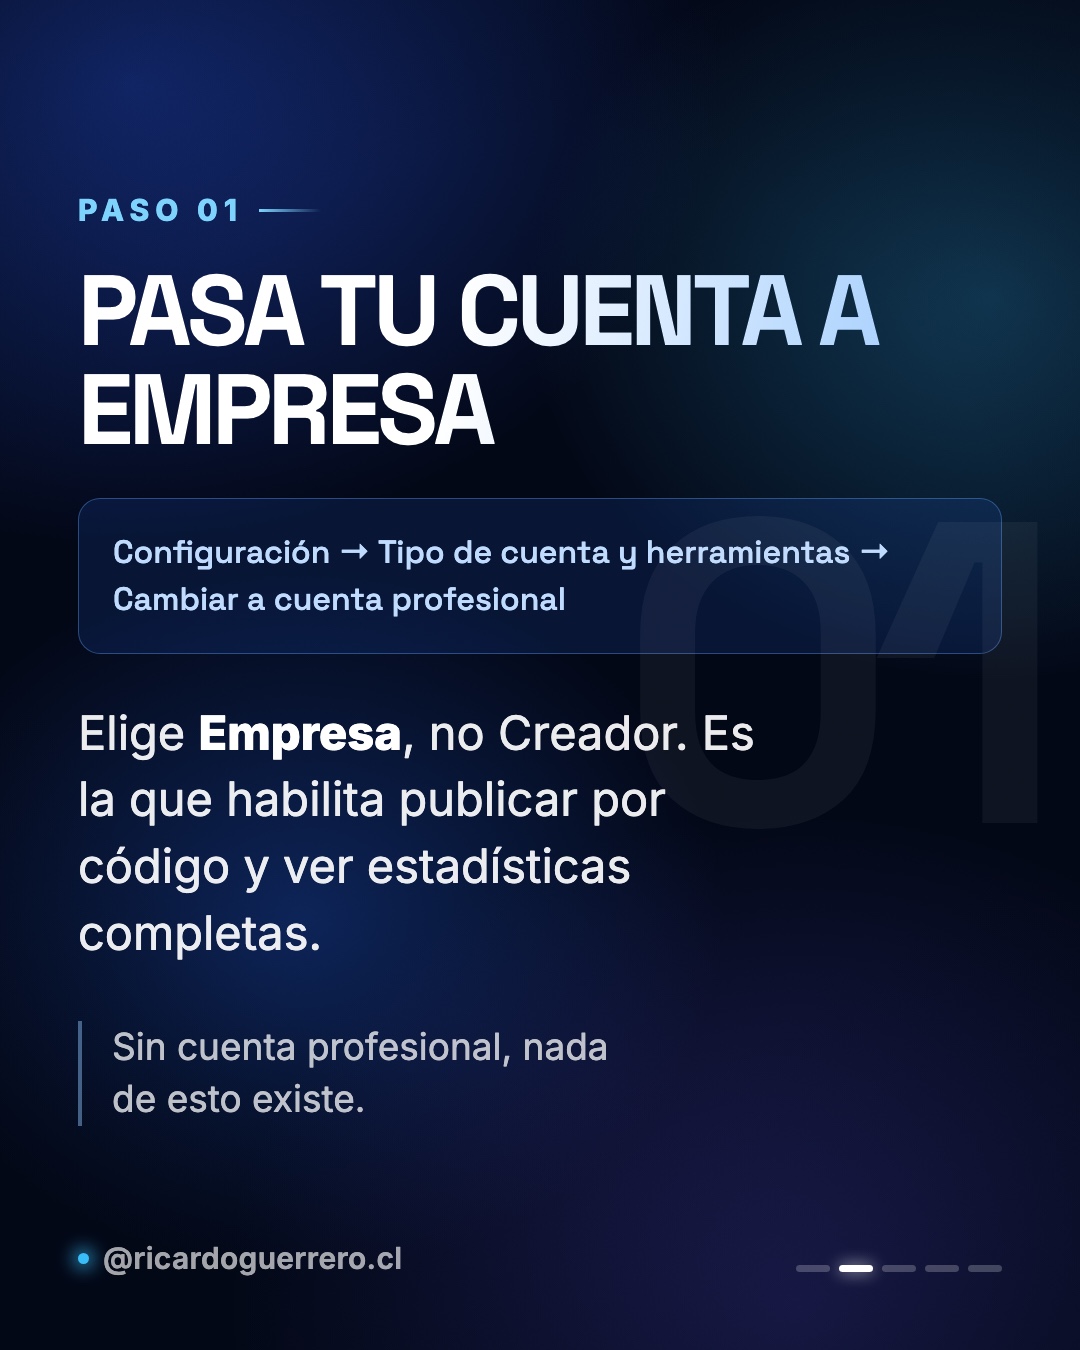 PASO 01
PASA TU CUENTA A
EMPRESA
Configuración → Tipo de cuenta y herramientas →
Cambiar a cuenta profesional
01
Elige Empresa, no Creador. Es
la que habilita publicar por
código y ver estadísticas
completas.
Sin cuenta profesional, nada
de esto existe.
@ricardoguerrero.cl